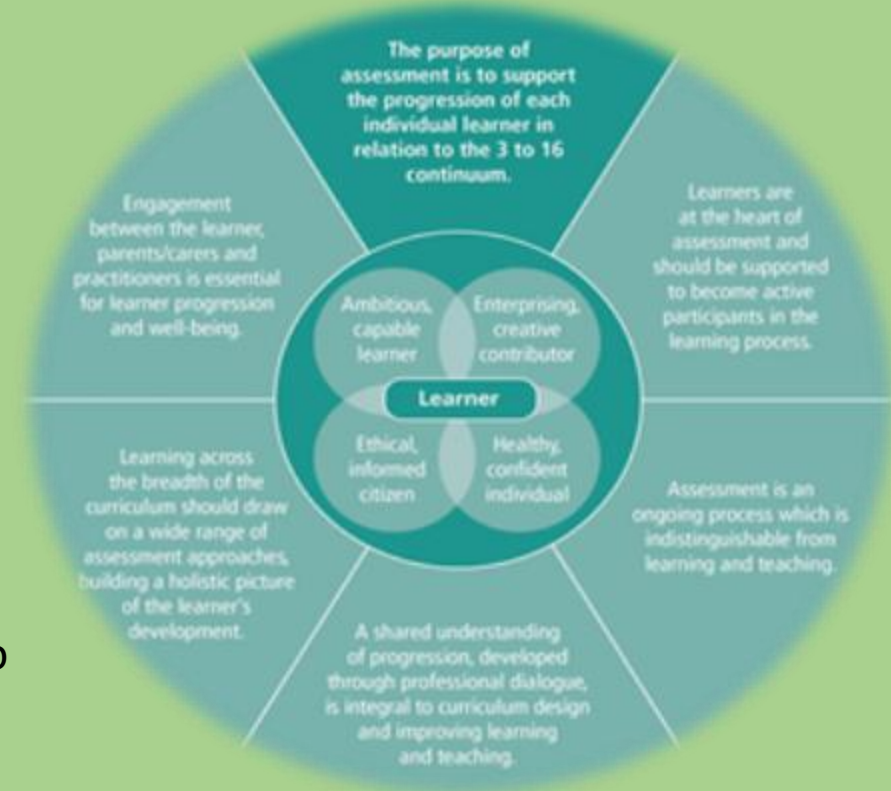 The purpose of
assessment is to support
the progression of each
individual learner in
relation to the 3 to 16
continuum.
Learners are
at the heart of
assessment and
should be supported
to become active
participants in the
learning process.
Assessment is an
ongoing process which is
indistinguishable from
learning and teaching.
A shared understanding
of progression, developed
through professional dialogue,
is integral to curriculum design
and improving learning
and teaching.
Learning across
the breadth of the
curriculum should draw
on a wide range of
assessment approaches,
building a holistic picture
of the learner's
development.
Engagement
between the learner,
parents/carers and
practitioners is essential
for learner progression
and well-being.
Ambitious,
capable
learner
Enterprising,
creative
contributor
Learner
Ethical,
informed
citizen
Healthy,
confident
individual